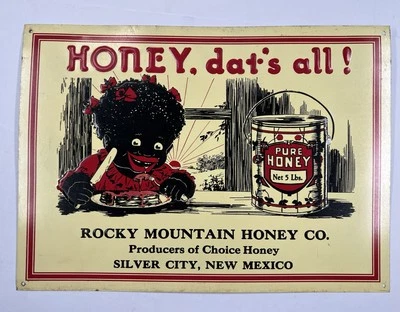 HONEY, dat's all!
PURE
HONEY
Net 5 Lbs.
ROCKY MOUNTAIN HONEY CO.
Producers of Choice Honey
SILVER CITY, NEW MEXICO